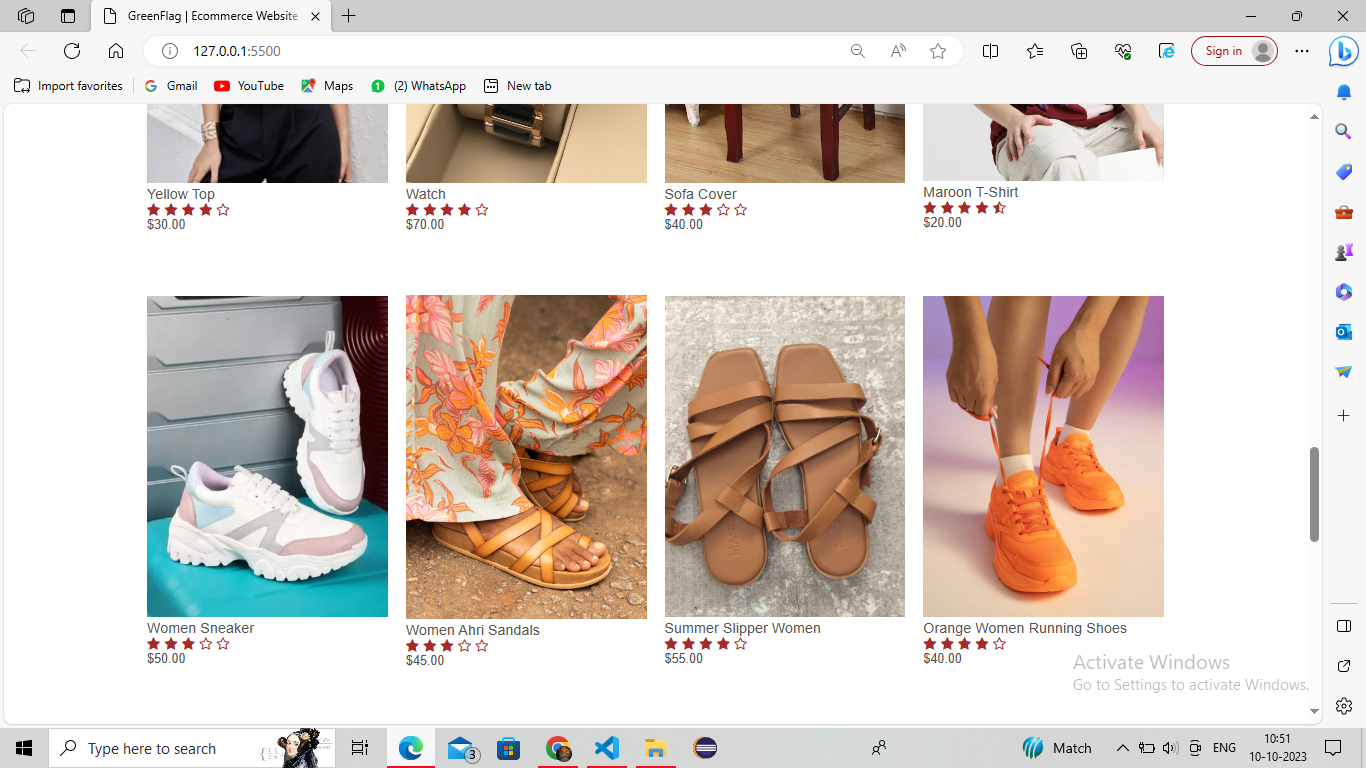 GreenFlag | Ecommerce Website
127.0.0.1:5500
Sign in
Import favorites
Gmail
YouTube
Maps
(2) WhatsApp
New tab
Yellow Top
$30.00
Watch
$70.00
Sofa Cover
$40.00
Maroon T-Shirt
$20.00
Women Sneaker
$50.00
Women Ahri Sandals
$45.00
Summer Slipper Women
$55.00
Orange Women Running Shoes
$40.00
Activate Windows
Go to Settings to activate Windows.
Type here to search
3
Match
ENG
10:51
10-10-2023